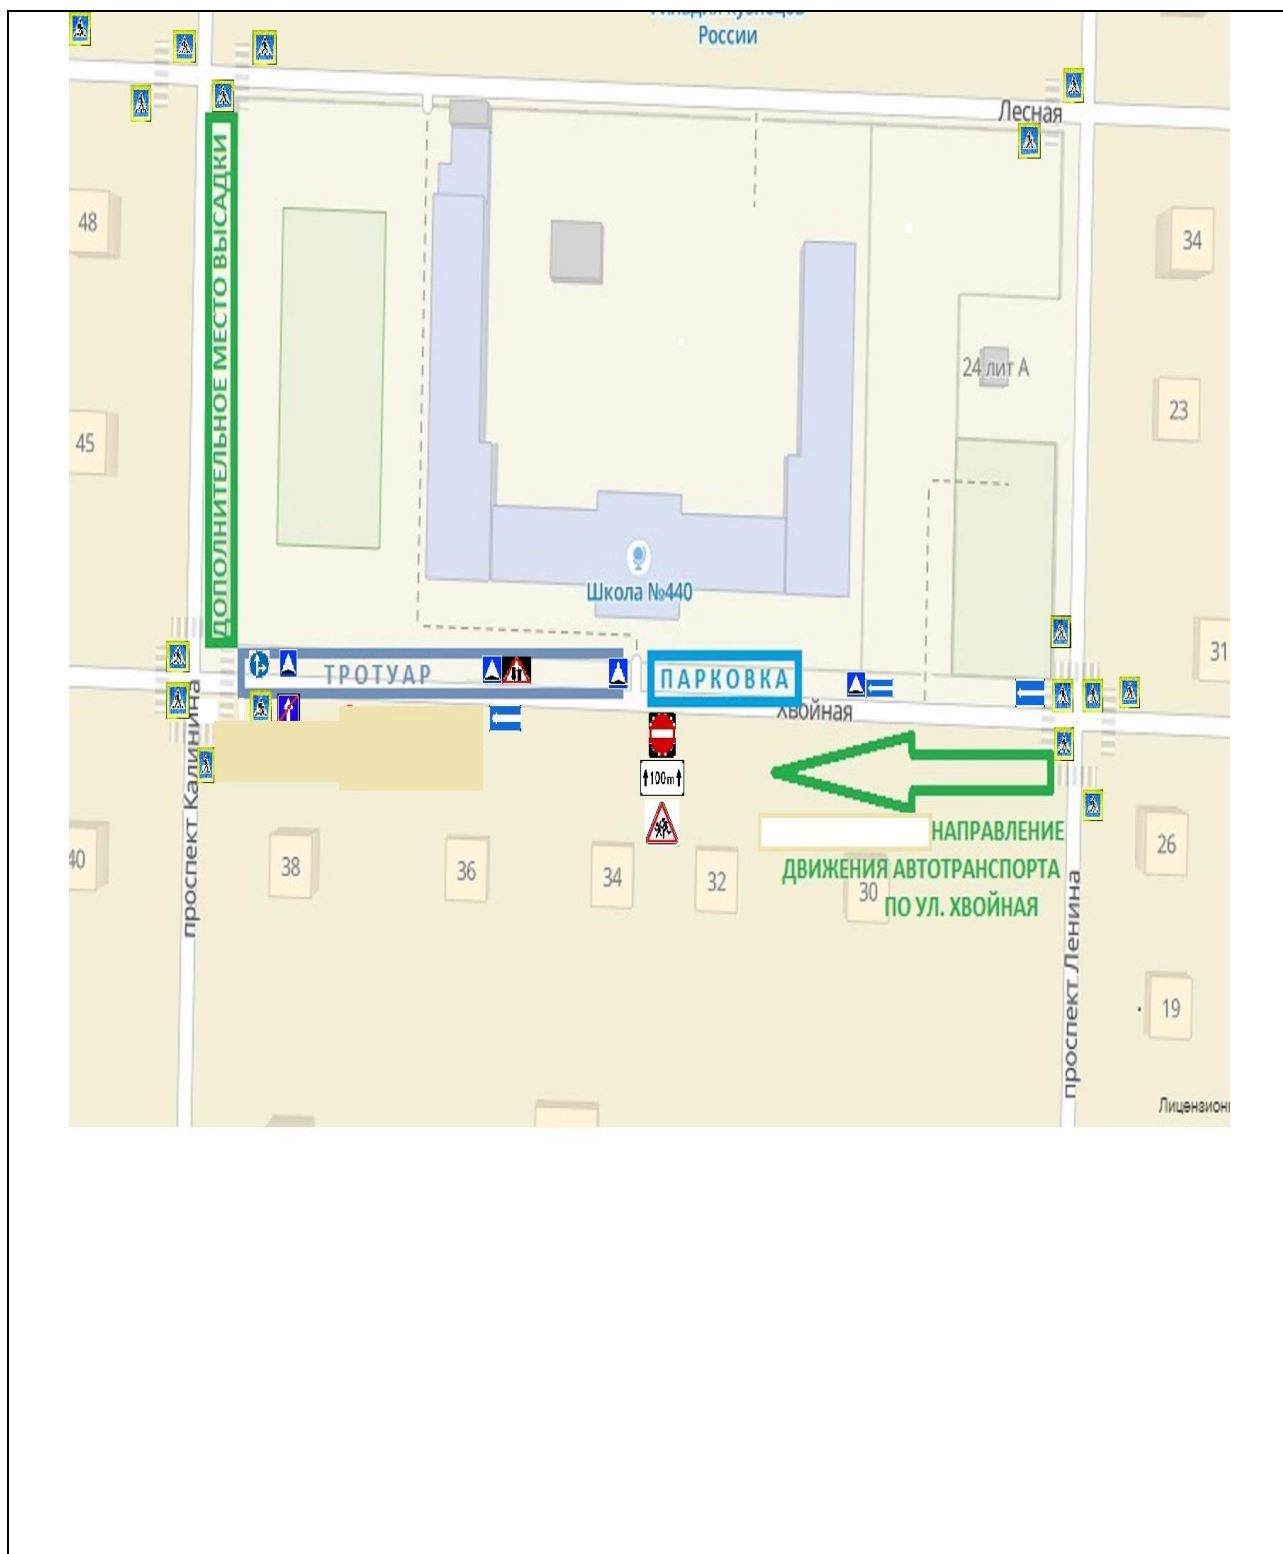 России
Лесная
48
34
ДОПОЛНИТЕЛЬНОЕ МЕСТО ВЫСАДКИ
24 лит А
23
45
Школа №440
31
ТРОТУАР
ПАРКОВКА
Хвойная
проспект Калинина
100m
НАПРАВЛЕНИЕ
ДВИЖЕНИЯ АВТОТРАНСПОРТА
ПО УЛ. ХВОЙНАЯ
40
38
36
34
32
30
26
проспект Ленина
19